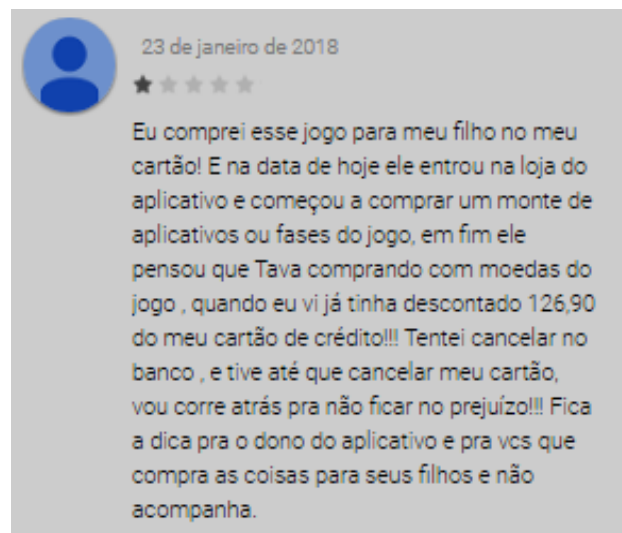 23 de janeiro de 2018
Eu comprei esse jogo para meu filho no meu
cartão! E na data de hoje ele entrou na loja do
aplicativo e começou a comprar um monte de
aplicativos ou fases do jogo, em fim ele
pensou que Tava comprando com moedas do
jogo , quando eu vi já tinha descontado 126,90
do meu cartão de crédito!!! Tentei cancelar no
banco , e tive até que cancelar meu cartão,
vou corre atrás pra não ficar no prejuízo!!! Fica
a dica pra o dono do aplicativo e pra vcs que
compra as coisas para seus filhos e não
acompanha.